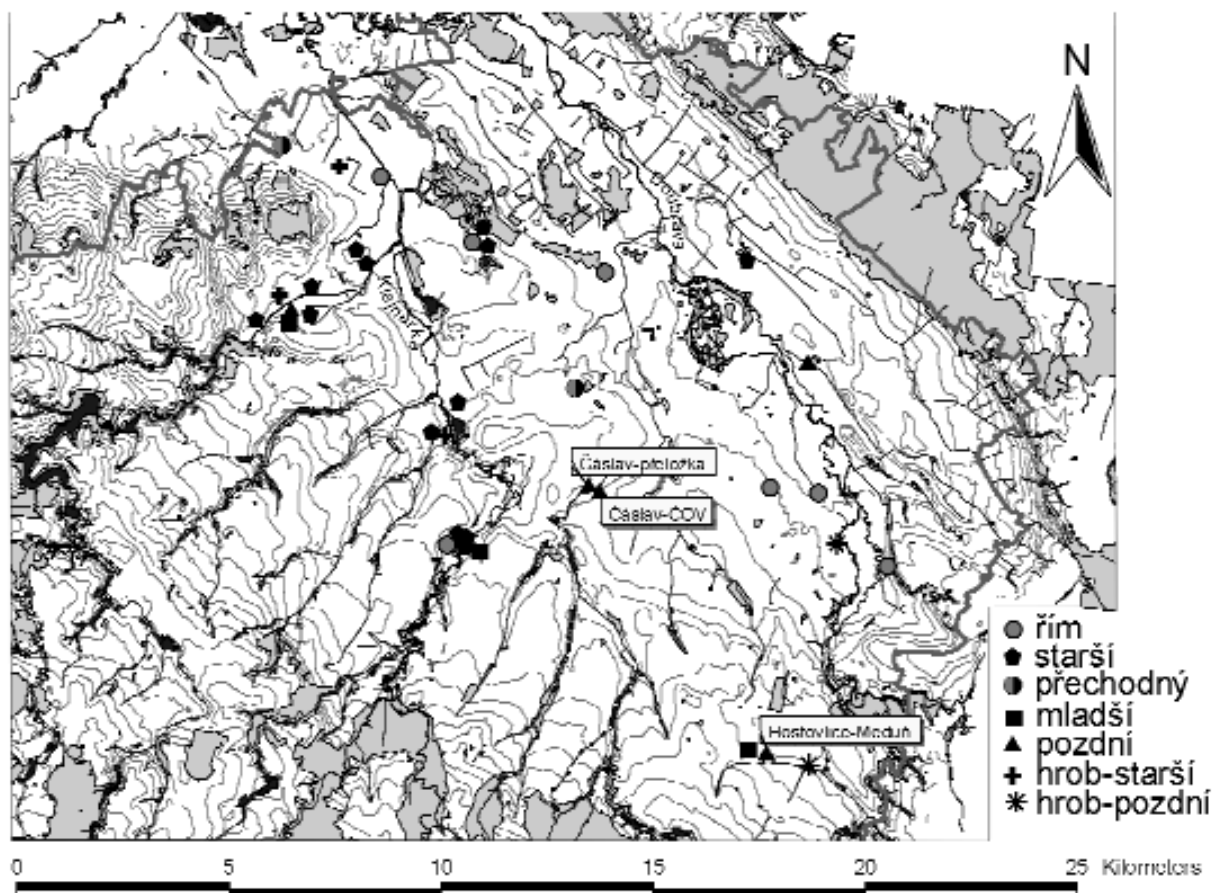 N
Čáslav-přeložka
Čáslav-ČOV
Hostovlice-Meduň
řím
starší
přechodný
mladší
pozdní
hrob-starší
hrob-pozdní
0 5 10 15 20 25 Kilometers